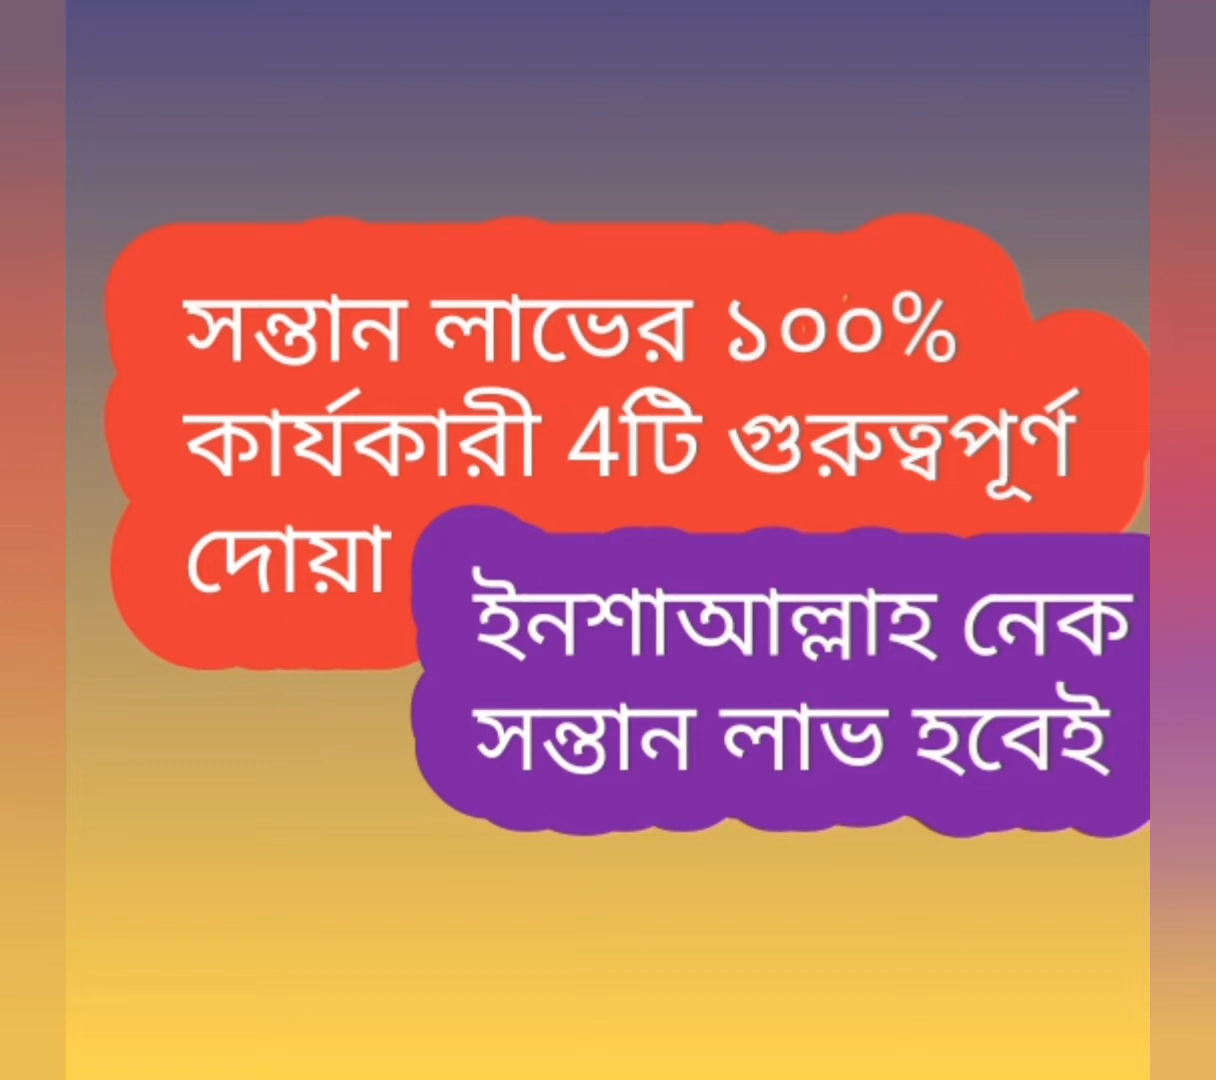 সন্তান লাভের ১০০%
কার্যকারী 4টি গুরুত্বপূর্ণ
দোয়া
ইনশাআল্লাহ নেক
সন্তান লাভ হবেই